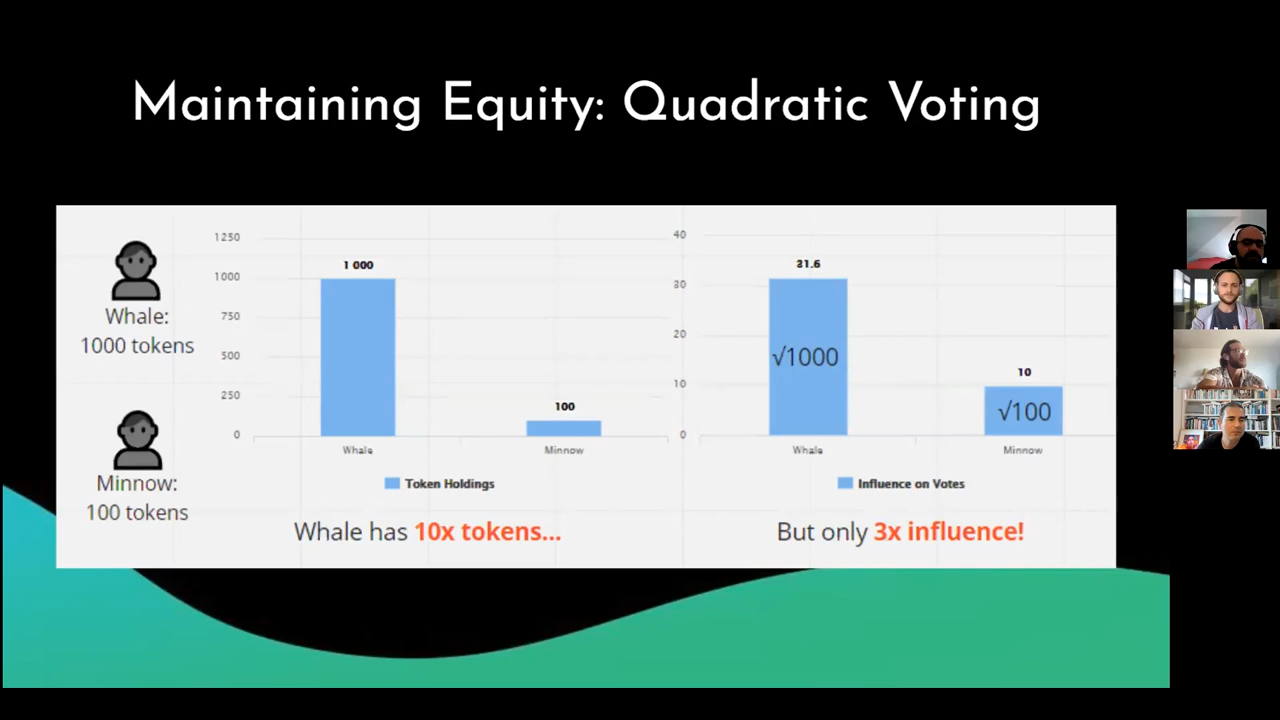 Maintaining Equity: Quadratic Voting
Whale:
1000 tokens
Minnow:
100 tokens
1250
1000
750
500
250
0
1 000
100
Whale
Minnow
Token Holdings
Whale has 10x tokens...
40
30
20
10
0
31.6
√1000
10
√100
Whale
Minnow
Influence on Votes
But only 3x influence!